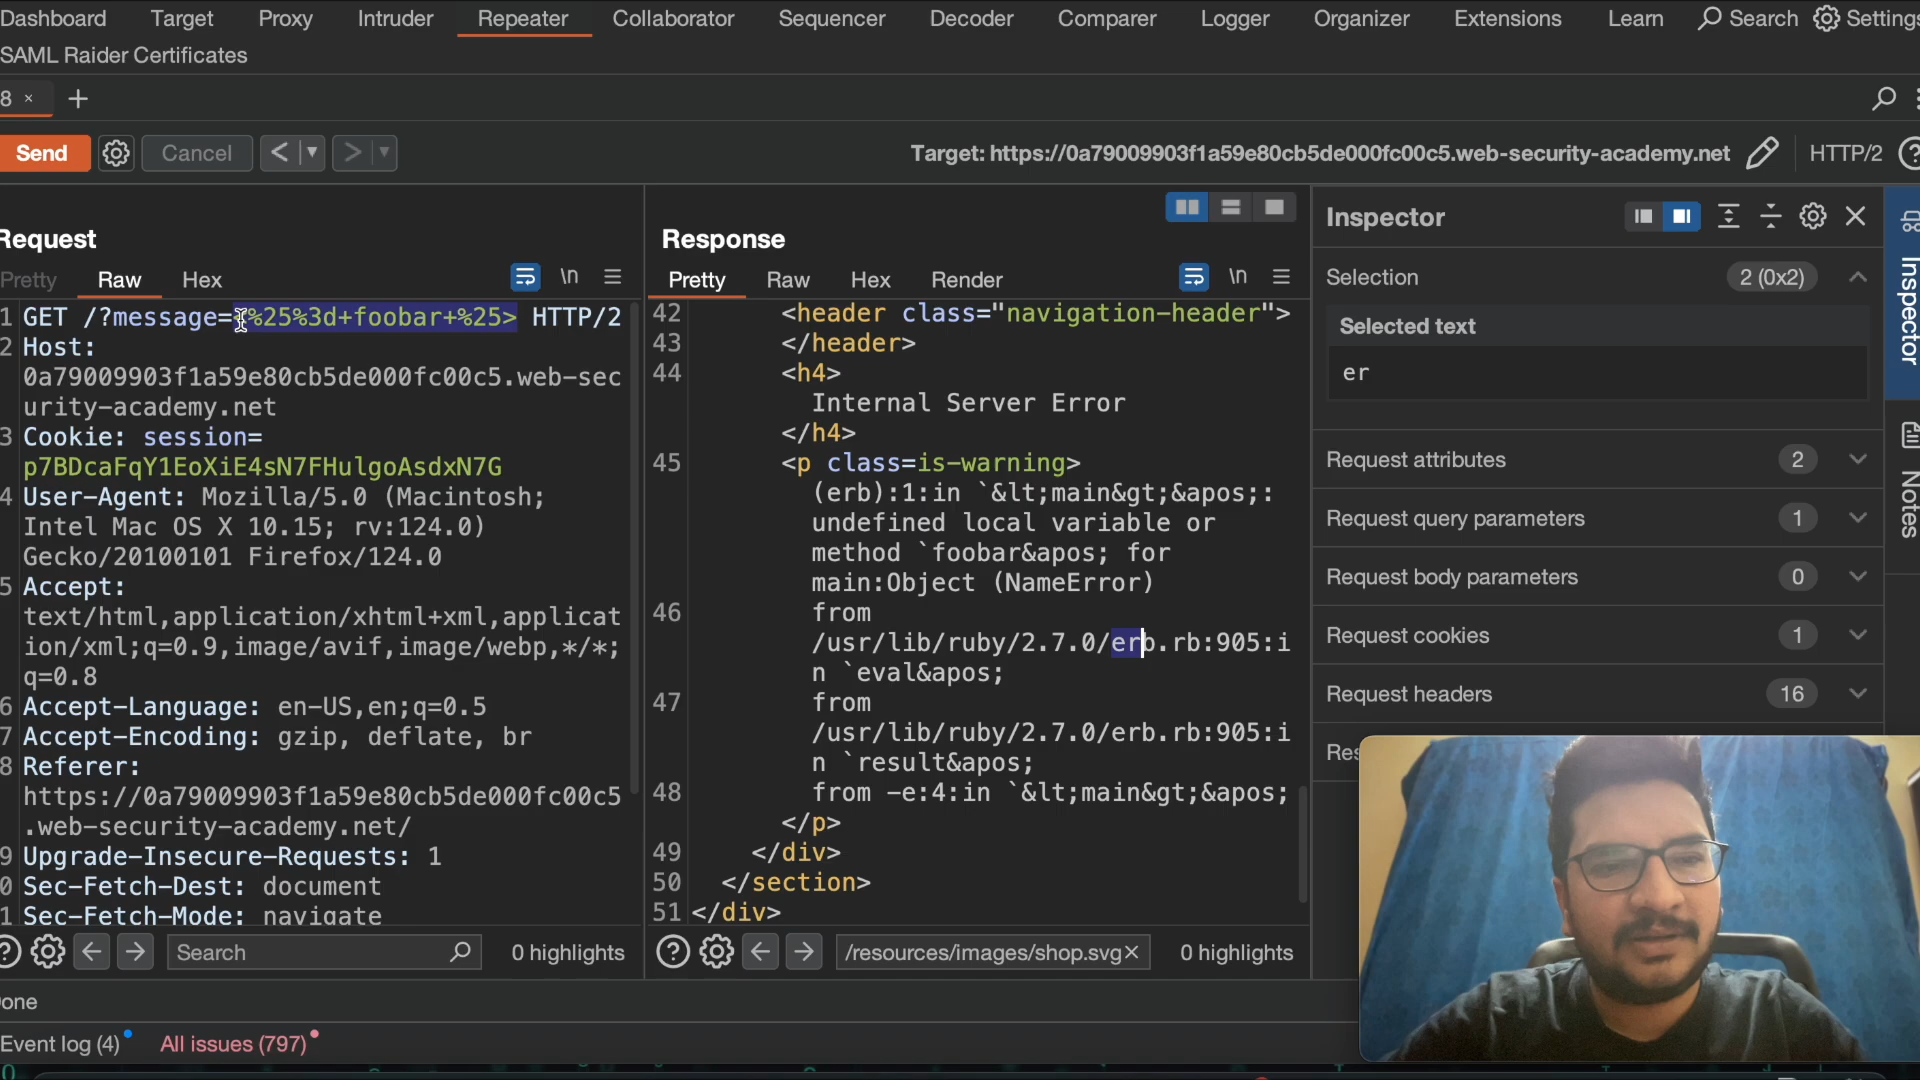 Dashboard Target Proxy Intruder Repeater Collaborator Sequencer Decoder Comparer Logger Organizer Extensions Learn Search Settings
SAML Raider Certificates
8 × +
Send Cancel < >
Target: https://0a79009903f1a59e80cb5de000fc00c5.web-security-academy.net HTTP/2
Request
Pretty Raw Hex \n
1 GET /?message=<%25%3d+foobar+%25> HTTP/2
2 Host:
0a79009903f1a59e80cb5de000fc00c5.web-sec
urity-academy.net
3 Cookie: session=
p7BDcaFqY1EoXiE4sN7FHulgoAsdxN7G
4 User-Agent: Mozilla/5.0 (Macintosh;
Intel Mac OS X 10.15; rv:124.0)
Gecko/20100101 Firefox/124.0
5 Accept:
text/html,application/xhtml+xml,applicat
ion/xml;q=0.9,image/avif,image/webp,*/*;
q=0.8
6 Accept-Language: en-US,en;q=0.5
7 Accept-Encoding: gzip, deflate, br
8 Referer:
https://0a79009903f1a59e80cb5de000fc00c5
.web-security-academy.net/
9 Upgrade-Insecure-Requests: 1
0 Sec-Fetch-Dest: document
1 Sec-Fetch-Mode: navigate
Search 0 highlights
Response
Pretty Raw Hex Render \n
42 <header class="navigation-header">
43 </header>
44 <h4>
Internal Server Error
</h4>
45 <p class=is-warning>
(erb):1:in `&lt;main&gt;&apos;:
undefined local variable or
method `foobar&apos; for
main:Object (NameError)
46 from
/usr/lib/ruby/2.7.0/erb.rb:905:i
n `eval&apos;
47 from
/usr/lib/ruby/2.7.0/erb.rb:905:i
n `result&apos;
48 from -e:4:in `&lt;main&gt;&apos;
</p>
49 </div>
50 </section>
51 </div>
/resources/images/shop.svg × 0 highlights
Inspector
Selection 2 (0x2)
Selected text
er
Request attributes 2
Request query parameters 1
Request body parameters 0
Request cookies 1
Request headers 16
Res
Inspector
Notes
one
Event log (4) All issues (797)